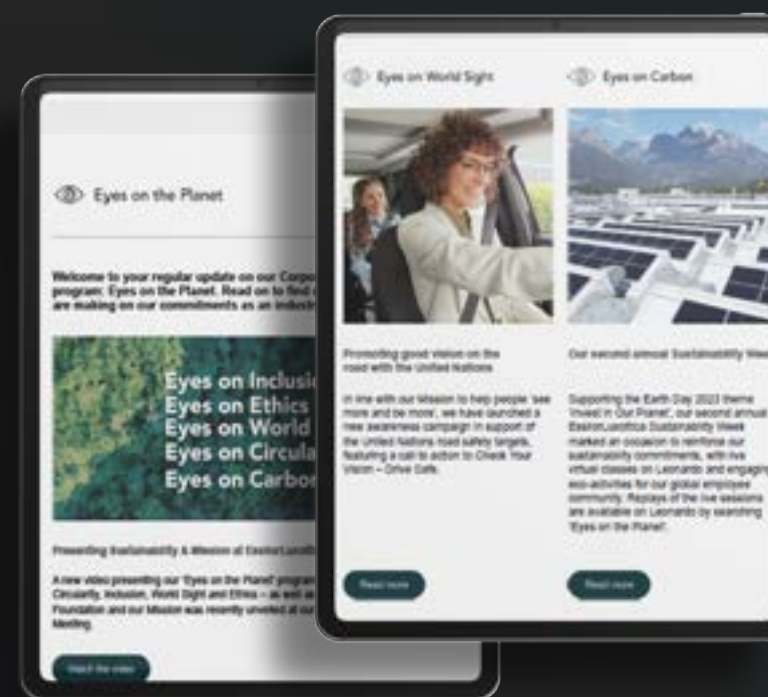 Eyes on the Planet
Welcome to your regular update on our Corpo
program: Eyes on the Planet. Read on to find
are making on our commitments as an indust
Eyes on Inclusi
Eyes on Ethics
Eyes on World
Eyes on Circula
Eyes on Carbo
Presenting Sustainability & Mission at EssilorLuxott
A new video presenting our 'Eyes on the Planet' program
Circularity, Inclusion, World Sight and Ethics – as well as
Foundation and our Mission was recently unveiled at our
Meeting.
Watch the video
Eyes on World Sight
Promoting good vision on the
road with the United Nations
In line with our Mission to help people 'see
more and be more', we have launched a
new awareness campaign in support of
the United Nations road safety targets,
featuring a call to action to Check Your
Vision – Drive Safe.
Read more
Eyes on Carbon
Our second annual Sustainability Wee
Supporting the Earth Day 2023 theme
'Invest in Our Planet', our second annual
EssilorLuxottica Sustainability Week
marked an occasion to reinforce our
sustainability commitments, with live
virtual classes on Leonardo and engaging
eco-activities for our global employee
community. Replays of the live sessions
are available on Leonardo by searching
'Eyes on the Planet'.
Read more